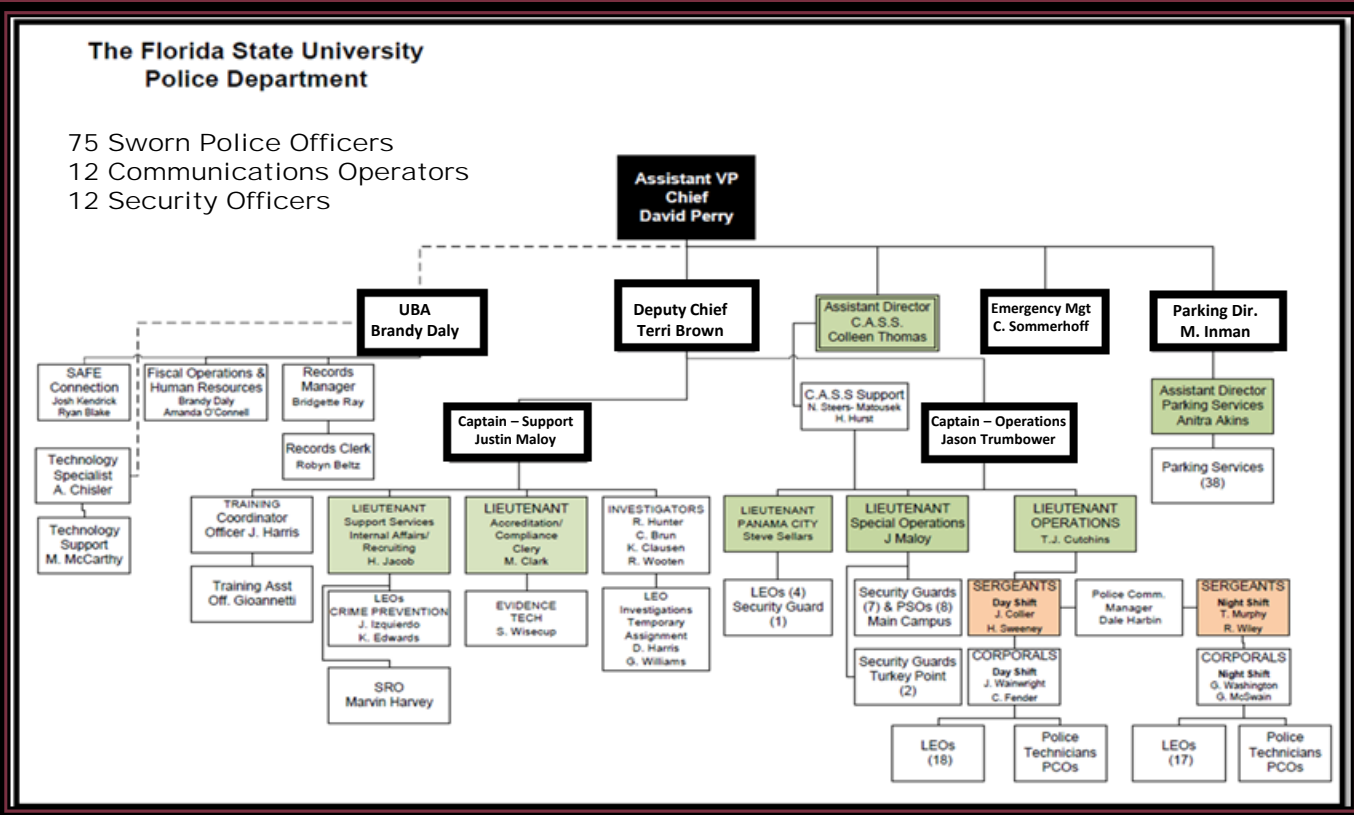 The Florida State University
Police Department
75 Sworn Police Officers
12 Communications Operators
12 Security Officers
Assistant VP
Chief
David Perry
UBA
Brandy Daly
Deputy Chief
Terri Brown
Assistant Director
C.A.S.S.
Colleen Thomas
Emergency Mgt
C. Sommerhoff
Parking Dir.
M. Inman
SAFE
Connection
Josh Kendrick
Ryan Blake
Fiscal Operations &
Human Resources
Brandy Daly
Amanda O'Connell
Records
Manager
Bridgette Ray
C.A.S.S Support
N. Steers- Matousek
H. Hurst
Assistant Director
Parking Services
Anitra Akins
Captain – Support
Justin Maloy
Captain – Operations
Jason Trumbower
Records Clerk
Robyn Beltz
Technology
Specialist
A. Chisler
Parking Services
(38)
Technology
Support
M. McCarthy
TRAINING
Coordinator
Officer J. Harris
LIEUTENANT
Support Services
Internal Affairs/
Recruiting
H. Jacob
LIEUTENANT
Accreditation/
Compliance
Clery
M. Clark
INVESTIGATORS
R. Hunter
C. Brun
K. Clausen
R. Wooten
LIEUTENANT
PANAMA CITY
Steve Sellars
LIEUTENANT
Special Operations
J Maloy
LIEUTENANT
OPERATIONS
T.J. Cutchins
Training Asst
Off. Gioannetti
LEOs
CRIME PREVENTION
J. Izquierdo
K. Edwards
EVIDENCE
TECH
S. Wisecup
LEO
Investigations
Temporary
Assignment
D. Harris
G. Williams
LEOs (4)
Security Guard
(1)
Security Guards
(7) & PSOs (8)
Main Campus
SERGEANTS
Day Shift
J. Collier
H. Sweeney
Police Comm.
Manager
Dale Harbin
SERGEANTS
Night Shift
T. Murphy
R. Wiley
SRO
Marvin Harvey
Security Guards
Turkey Point
(2)
CORPORALS
Day Shift
J. Wainwright
C. Fender
CORPORALS
Night Shift
G. Washington
G. McSwain
LEOs
(18)
Police
Technicians
PCOs
LEOs
(17)
Police
Technicians
PCOs